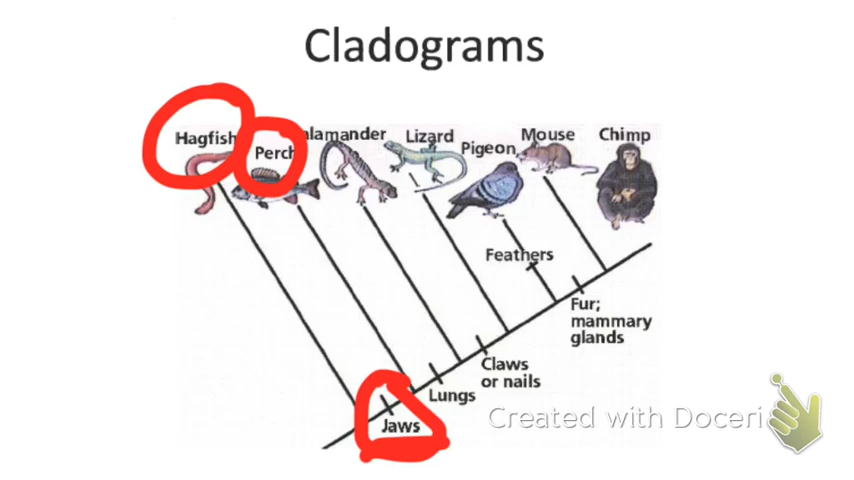 Cladograms
Hagfish
Perch
alamander
Lizard
Pigeon
Mouse
Chimp
Feathers
Fur;
mammary
glands
Claws
or nails
Lungs
Jaws
Created with Doceri